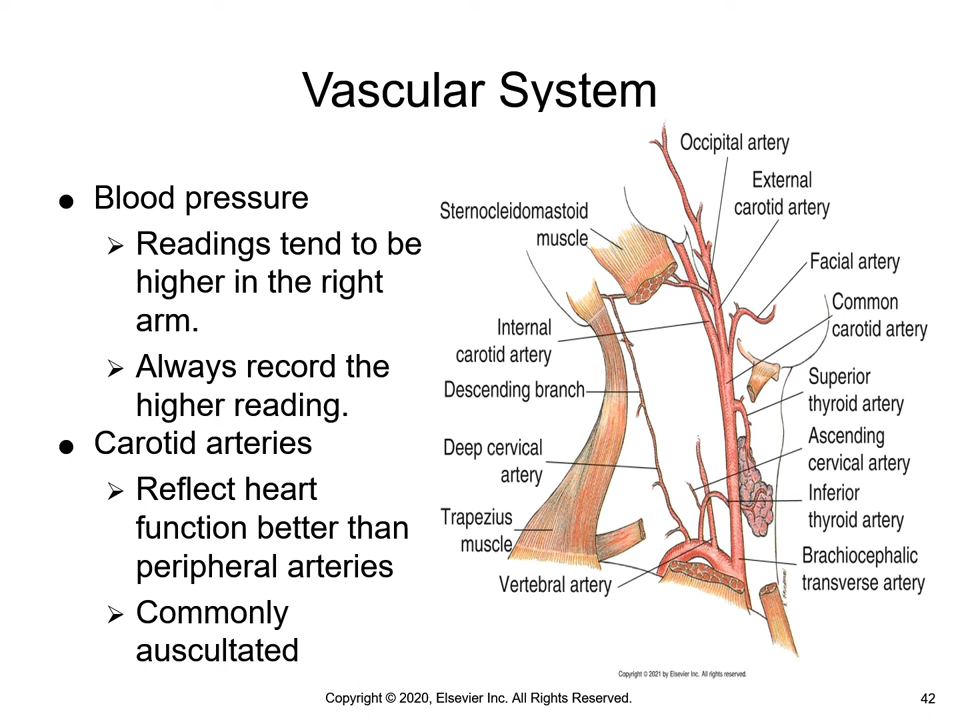 Vascular System
● Blood pressure
➢ Readings tend to be
higher in the right
arm.
➢ Always record the
higher reading.
● Carotid arteries
➢ Reflect heart
function better than
peripheral arteries
➢ Commonly
auscultated
Occipital artery
External
carotid artery
Sternocleidomastoid
muscle
Facial artery
Common
carotid artery
Internal
carotid artery
Descending branch
Superior
thyroid artery
Deep cervical
artery
Ascending
cervical artery
Inferior
thyroid artery
Trapezius
muscle
Brachiocephalic
transverse artery
Vertebral artery
Copyright © 2021 by Elsevier Inc. All rights reserved.
Copyright © 2020, Elsevier Inc. All Rights Reserved.
42